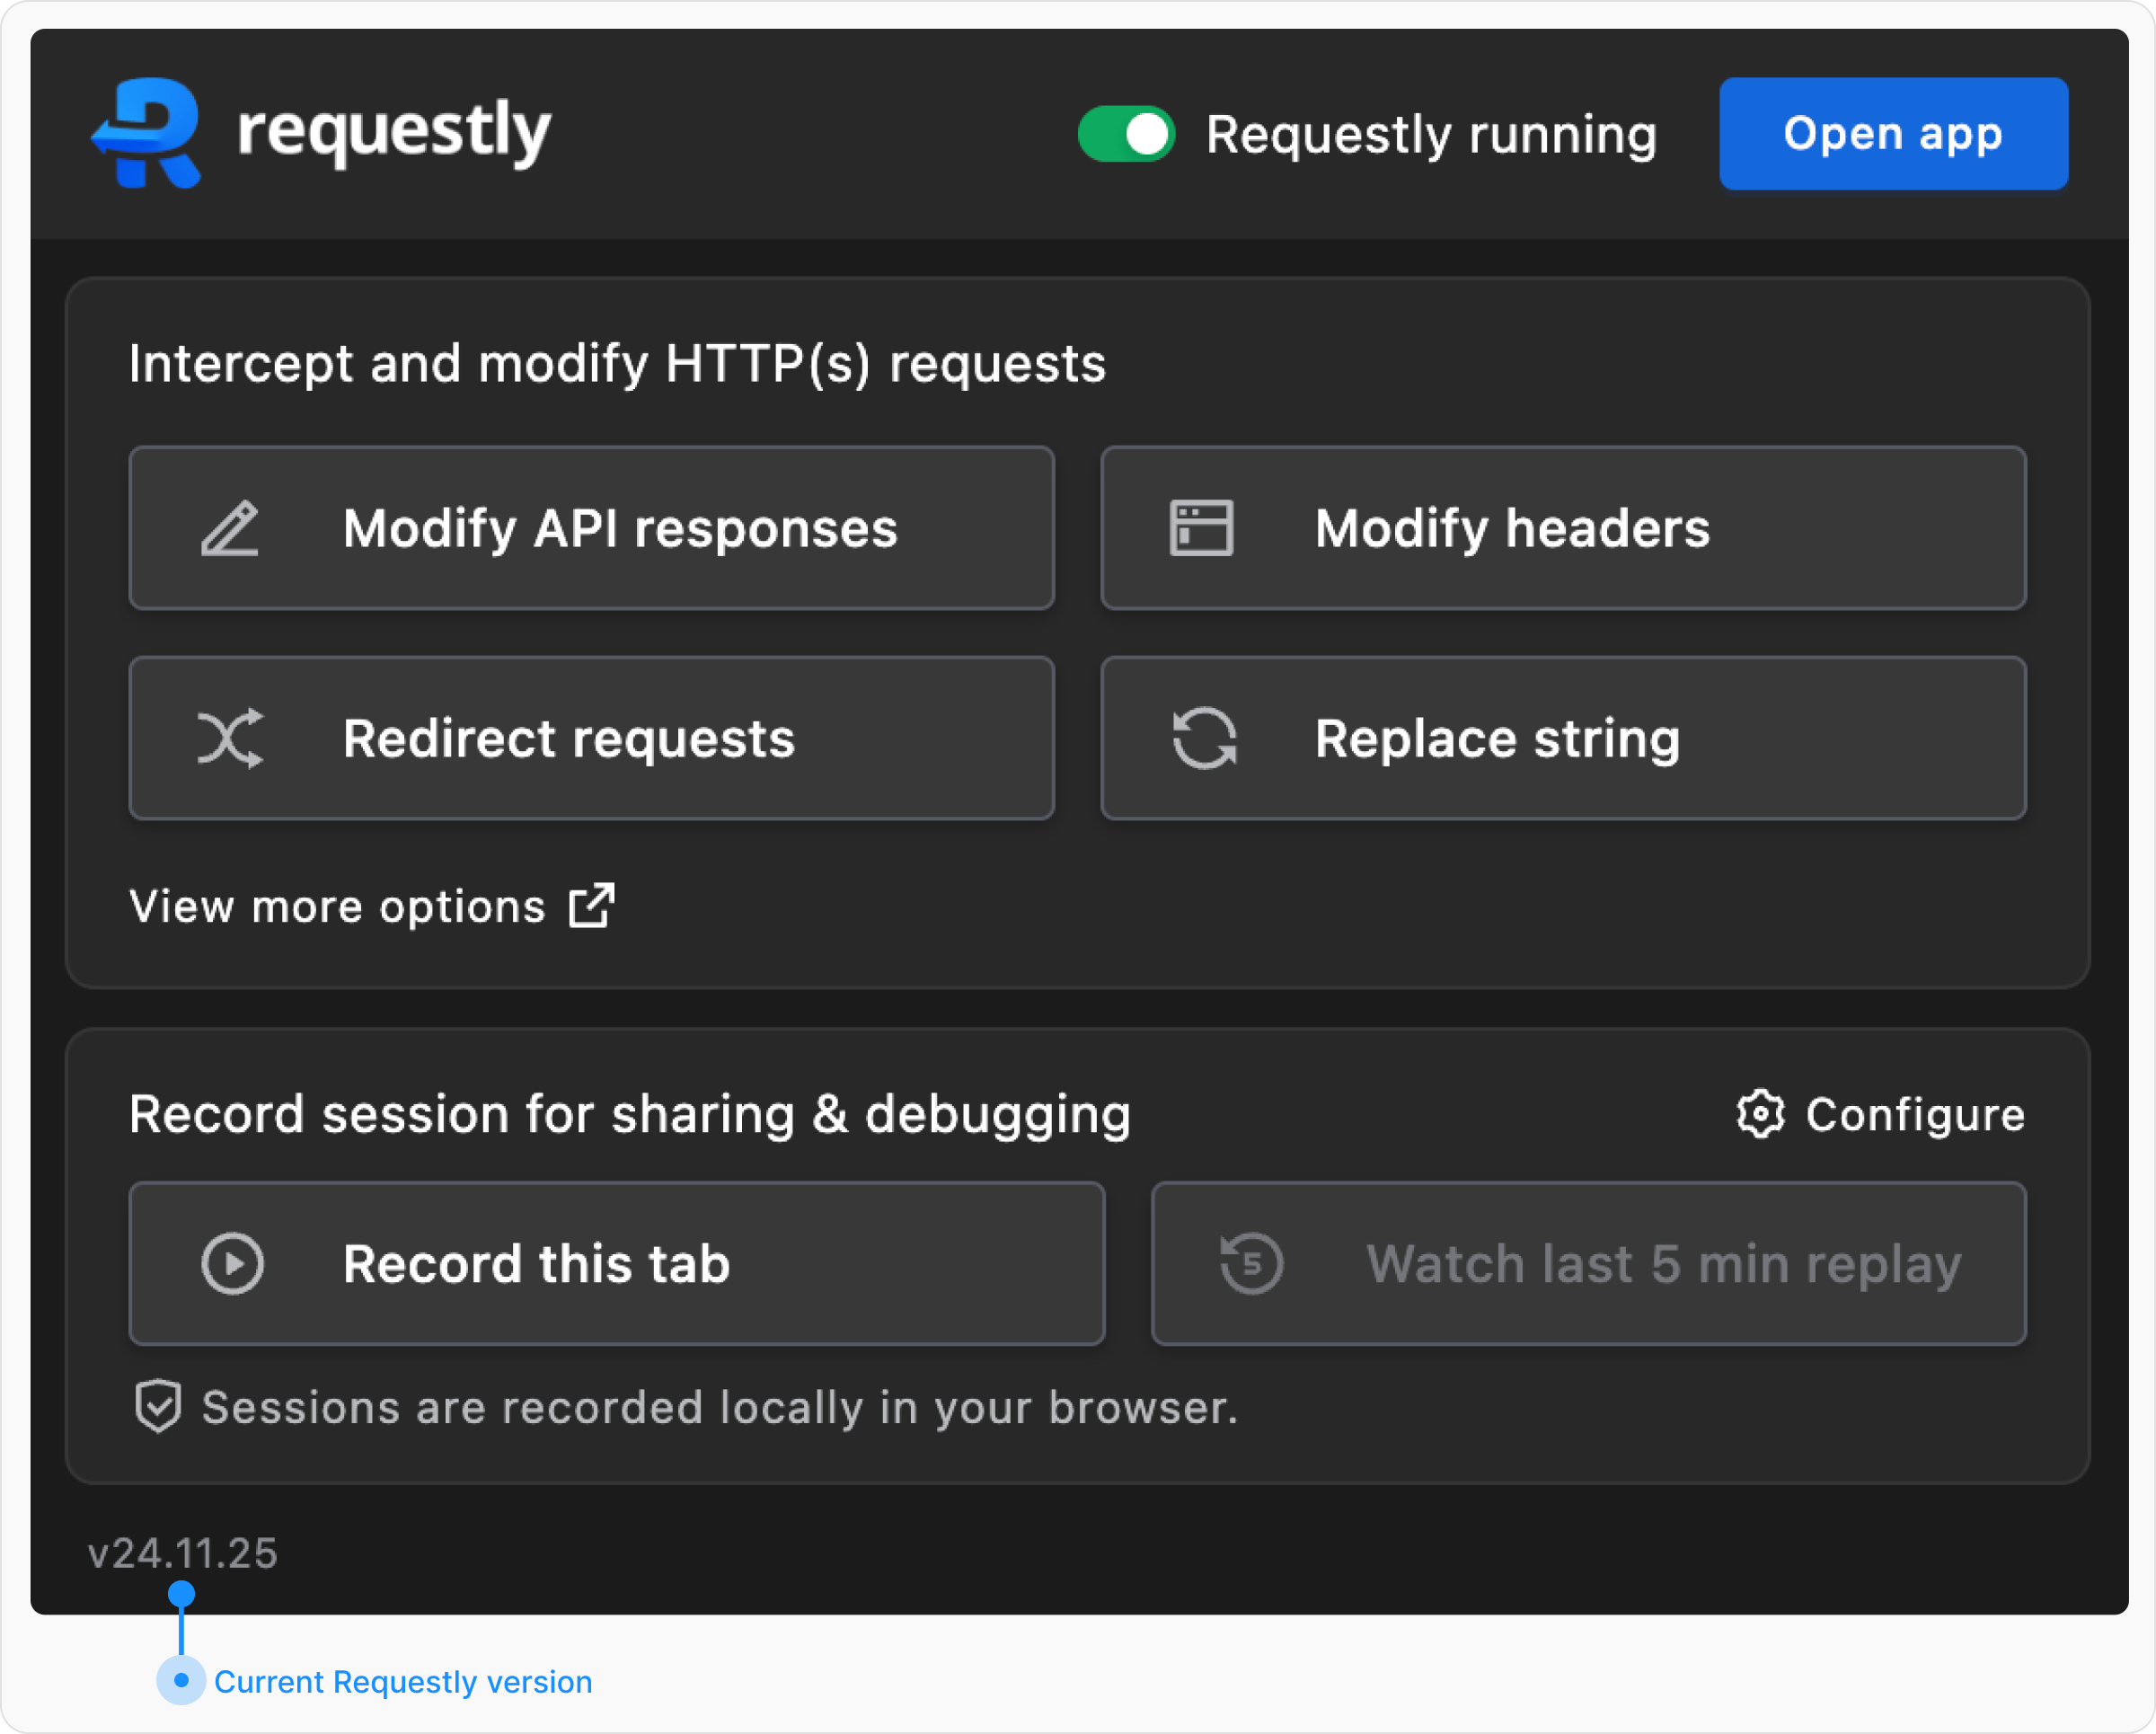 requestly
Requestly running
Open app
Intercept and modify HTTP(s) requests
Modify API responses
Modify headers
Redirect requests
Replace string
View more options
Record session for sharing & debugging
Configure
Record this tab
5
Watch last 5 min replay
Sessions are recorded locally in your browser.
v24.11.25
Current Requestly version